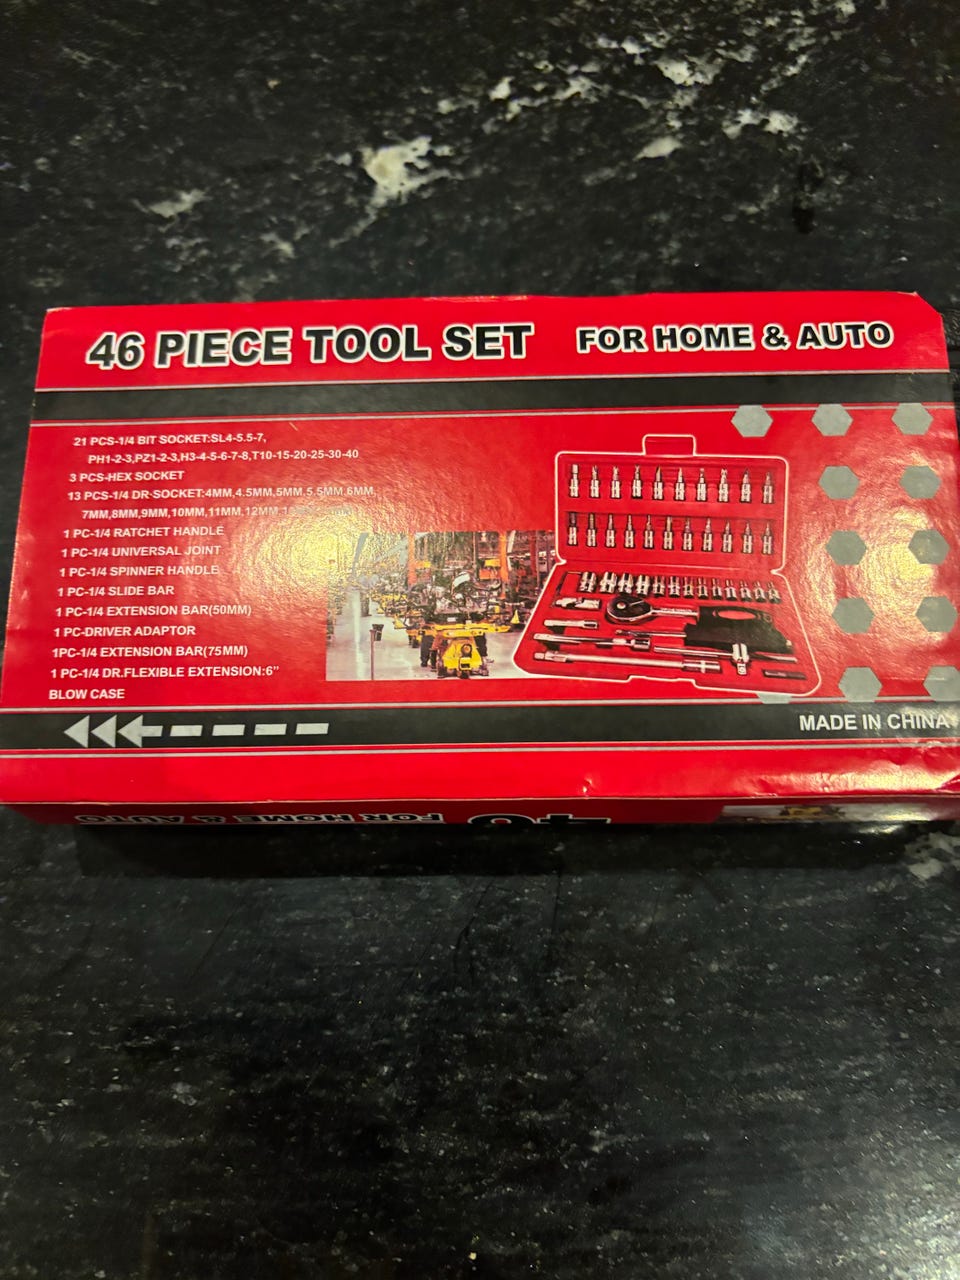 46 PIECE TOOL SET FOR HOME & AUTO
21 PCS-1/4 BIT SOCKET:SL4-5.5-7,
PH1-2-3,PZ1-2-3,H3-4-5-6-7-8,T10-15-20-25-30-40
3 PCS-HEX SOCKET
13 PCS-1/4 DR·SOCKET:4MM,4.5MM,5MM,5.5MM,6MM,
7MM,8MM,9MM,10MM,11MM,12MM,
1 PC-1/4 RATCHET HANDLE
1 PC-1/4 UNIVERSAL JOINT
1 PC-1/4 SPINNER HANDLE
1 PC-1/4 SLIDE BAR
1 PC-1/4 EXTENSION BAR(50MM)
1 PC-DRIVER ADAPTOR
1PC-1/4 EXTENSION BAR(75MM)
1 PC-1/4 DR.FLEXIBLE EXTENSION:6”
BLOW CASE
MADE IN CHINA
46
FOR HOME & AUTO